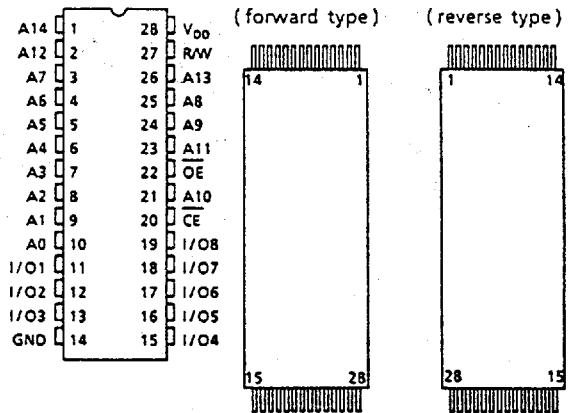 (forward type) (reverse type)
A14 1 28 VDD
A12 2 27 R/W
A7 3 26 A13
A6 4 25 A8
A5 5 24 A9
A4 6 23 A11
A3 7 22 O̅E̅
A2 8 21 A10
A1 9 20 C̅E̅
A0 10 19 I/O8
I/O1 11 18 I/O7
I/O2 12 17 I/O6
I/O3 13 16 I/O5
GND 14 15 I/O4
14 1
15 28
1 14
28 15